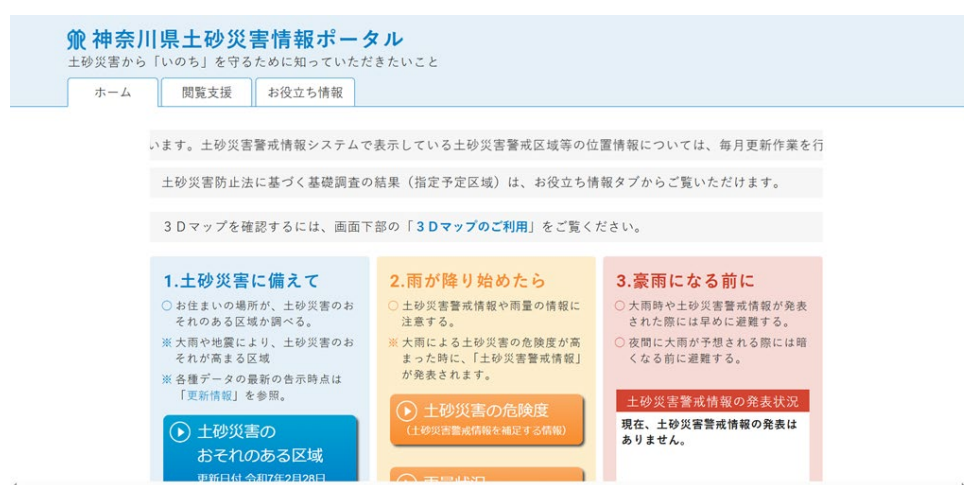 神奈川県土砂災害情報ポータル
土砂災害から「いのち」を守るために知っていただきたいこと
ホーム
閲覧支援
お役立ち情報
います。土砂災害警戒情報システムで表示している土砂災害警戒区域等の位置情報については、毎月更新作業を行
土砂災害防止法に基づく基礎調査の結果（指定予定区域）は、お役立ち情報タブからご覧いただけます。
３Ｄマップを確認するには、画面下部の「３Ｄマップのご利用」をご覧ください。
1.土砂災害に備えて
○お住まいの場所が、土砂災害のお
それのある区域か調べる。
※大雨や地震により、土砂災害のお
それが高まる区域
※各種データの最新の告示時点は
「更新情報」を参照。
土砂災害の
おそれのある区域
更新日付 令和7年2月28日
2.雨が降り始めたら
○土砂災害警戒情報や雨量の情報に
注意する。
※大雨による土砂災害の危険度が高
まった時に、「土砂災害警戒情報」
が発表されます。
土砂災害の危険度
（土砂災害警戒情報を補足する情報）
雨量状況
3.豪雨になる前に
○大雨時や土砂災害警戒情報が発表
された際には早めに避難する。
○夜間に大雨が予想される際には暗
くなる前に避難する。
土砂災害警戒情報の発表状況
現在、土砂災害警戒情報の発表は
ありません。